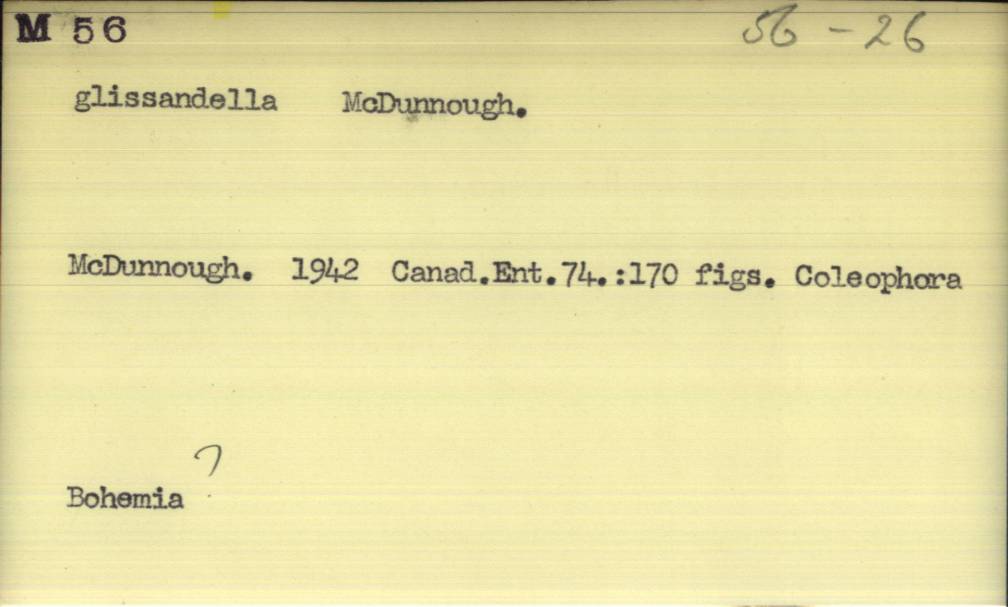 M 56 56 - 26
glissandella McDunnough.
McDunnough. 1942 Canad.Ent.74.:170 figs. Coleophora
Bohemia ?